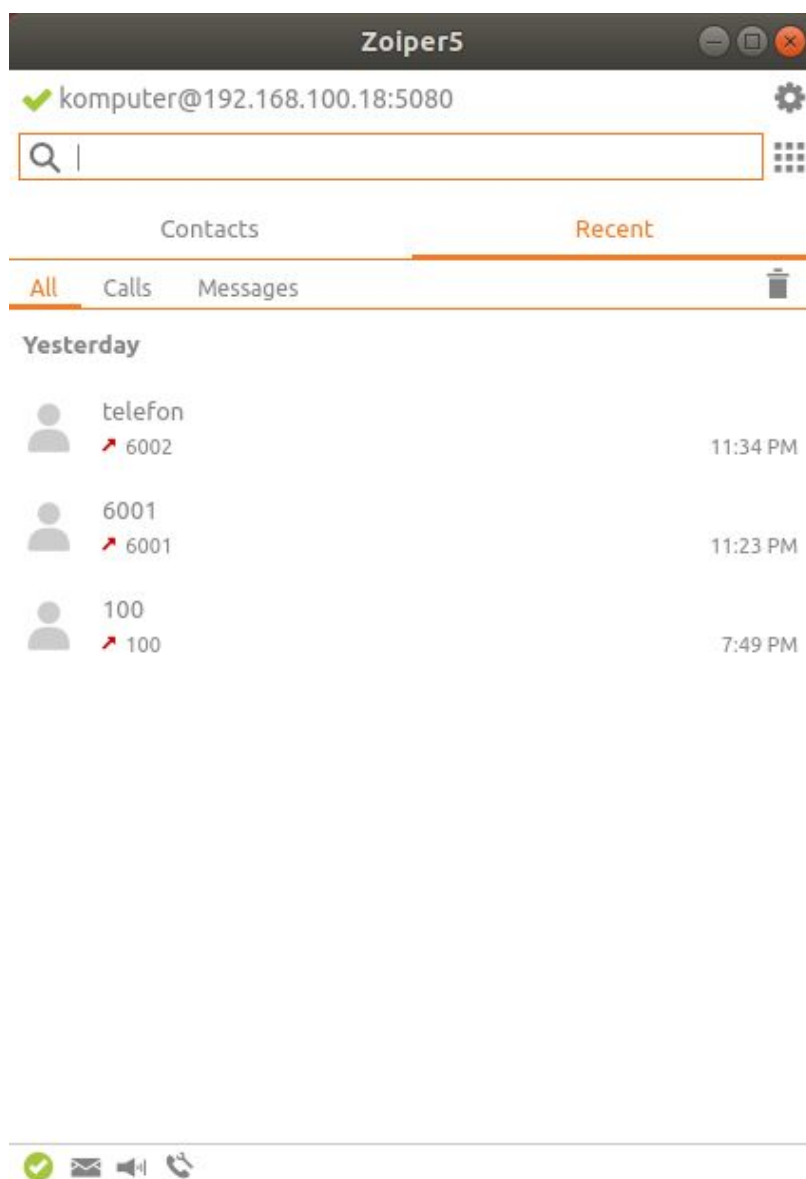 Zoiper5
komputer@192.168.100.18:5080
Contacts Recent
All Calls Messages
Yesterday
telefon
6002 11:34 PM
6001
6001 11:23 PM
100
100 7:49 PM